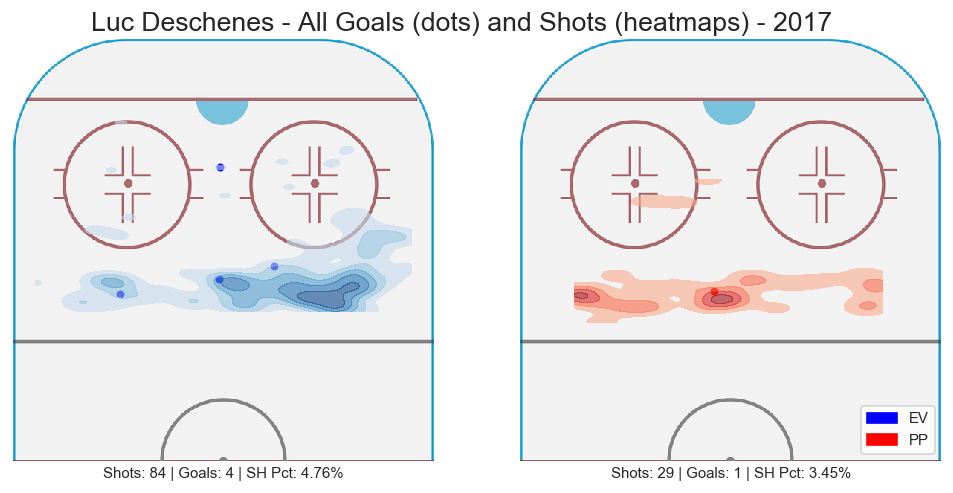 Luc Deschenes - All Goals (dots) and Shots (heatmaps) - 2017
EV
PP
Shots: 84 | Goals: 4 | SH Pct: 4.76%
Shots: 29 | Goals: 1 | SH Pct: 3.45%